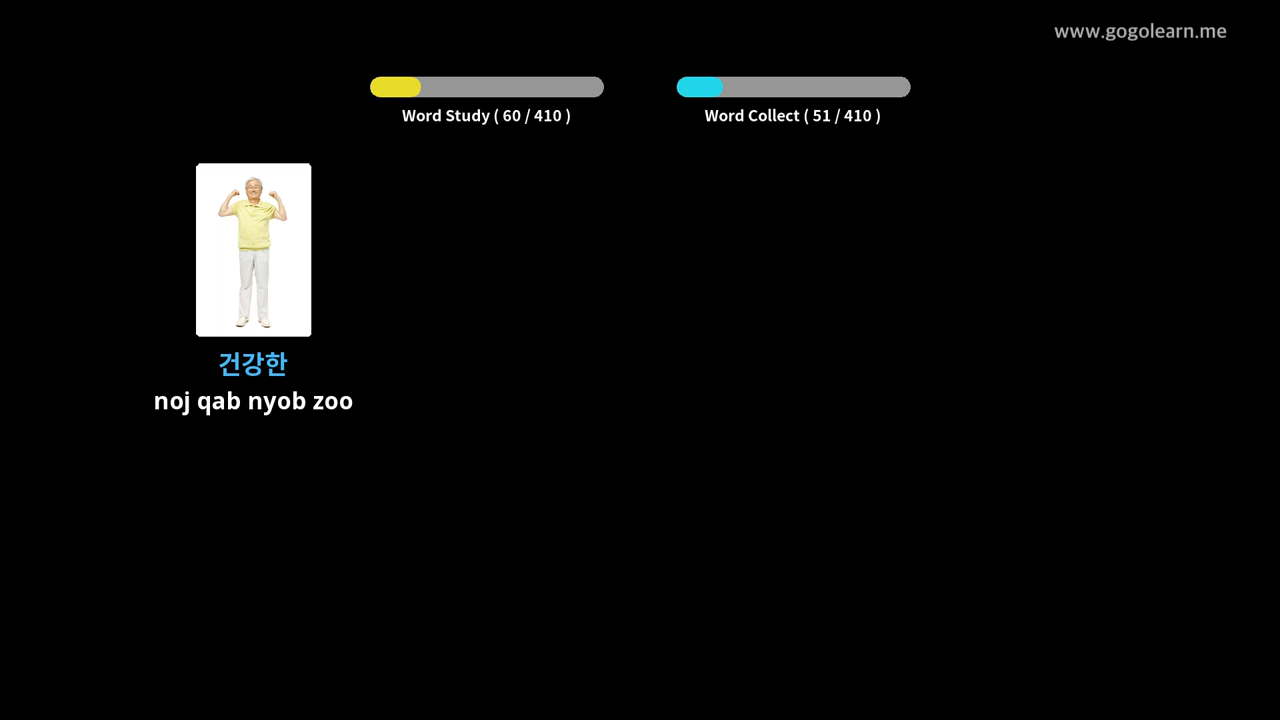 www.gogolearn.me
Word Study ( 60 / 410 )
Word Collect ( 51 / 410 )
건강한
noj qab nyob zoo